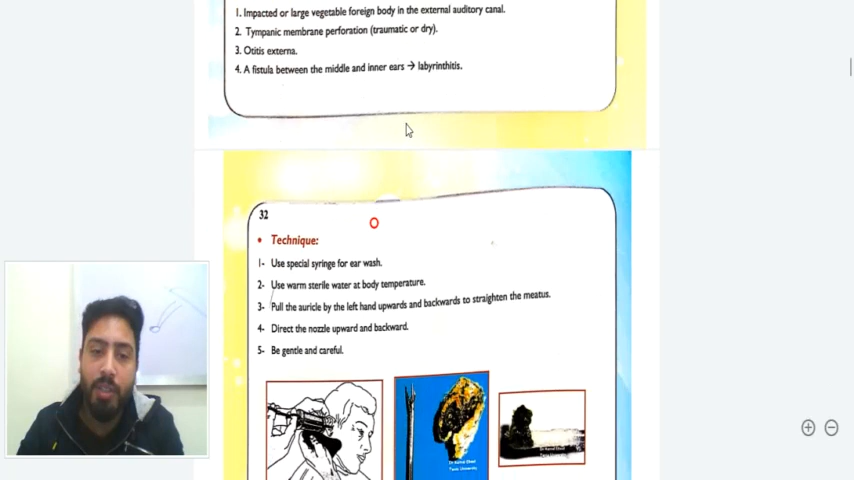 1. Impacted or large vegetable foreign body in the external auditory canal.
2. Tympanic membrane perforation (traumatic or dry).
3. Otitis externa.
4. A fistula between the middle and inner ears → labyrinthitis.
32
• Technique:
1- Use special syringe for ear wash.
2- Use warm sterile water at body temperature.
3- Pull the auricle by the left hand upwards and backwards to straighten the meatus.
4- Direct the nozzle upward and backward.
5- Be gentle and careful.